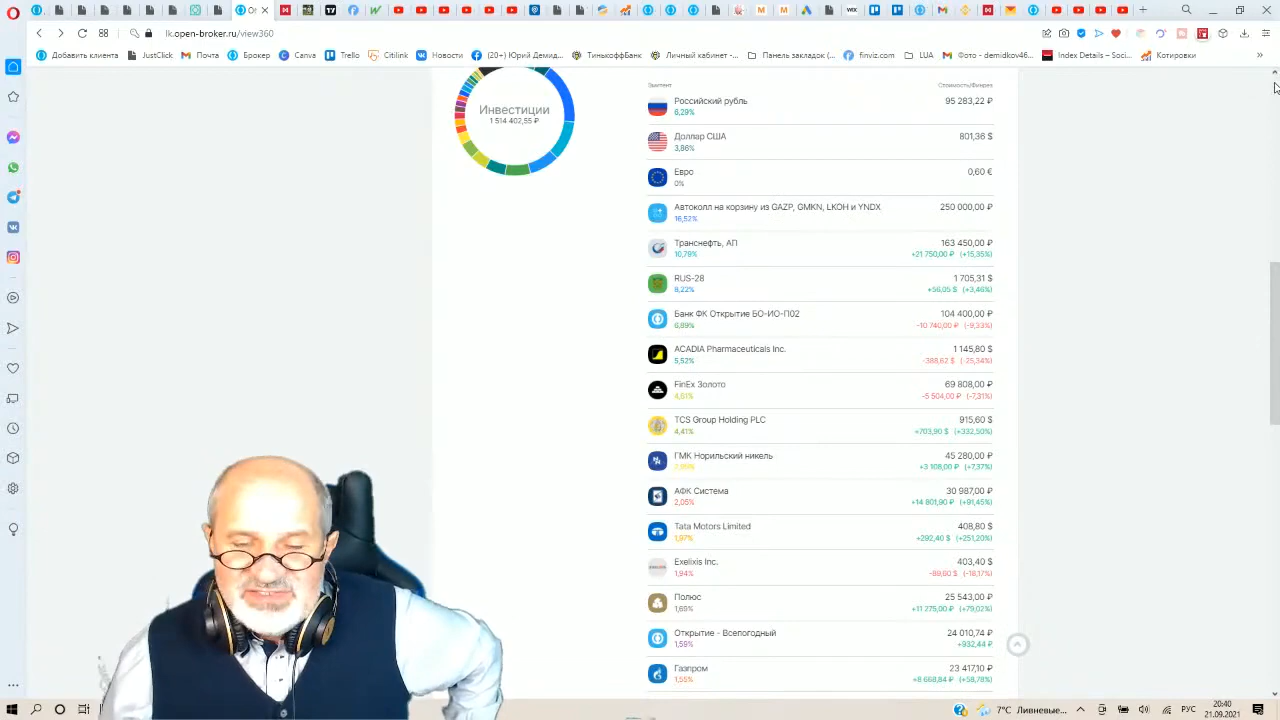 От
lk.open-broker.ru/view360
Добавить клиента
JustClick
Почта
Брокер
Canva
Trello
Citilink
Новости
(20+) Юрий Демид...
ТинькоффБанк
Личный кабинет -...
Панель закладок (...
finviz.com
LUA
Фото - demidkov46...
Index Details – Soci...
Котировки
»
Инвестиции
1 514 402,55 ₽
Эмитент
Стоимость/Финрез
Российский рубль
95 283,22 ₽
6,29%
Доллар США
801,36 $
3,86%
Евро
0,60 €
0%
Автоколл на корзину из GAZP, GMKN, LKOH и YNDX
250 000,00 ₽
16,52%
Транснефть, АП
163 450,00 ₽
10,79%
+21 750,00 ₽ (+15,35%)
RUS-28
1 705,31 $
8,22%
+56,05 $ (+3,46%)
Банк ФК Открытие БО-ИО-П02
104 400,00 ₽
6,89%
-10 740,00 ₽ (-9,33%)
ACADIA Pharmaceuticals Inc.
1 145,80 $
5,52%
-388,62 $ (-25,34%)
FinEx Золото
69 808,00 ₽
4,61%
-5 504,00 ₽ (-7,31%)
TCS Group Holding PLC
915,60 $
4,41%
+703,90 $ (+332,50%)
ГМК Норильский никель
45 280,00 ₽
+3 108,00 ₽ (+7,37%)
АФК Система
30 987,00 ₽
2,05%
+14 801,90 ₽ (+91,45%)
Tata Motors Limited
408,80 $
1,97%
+292,40 $ (+251,20%)
Exelixis Inc.
403,40 $
1,94%
-89,60 $ (-18,17%)
Полюс
25 543,00 ₽
1,69%
+11 275,00 ₽ (+79,02%)
Открытие - Всепогодный
24 010,74 ₽
1,59%
+932,44 ₽
Газпром
23 417,10 ₽
1,55%
+8 668,84 ₽ (+58,78%)
7°C Ливневые...
РУС
20:40
21.09.2021